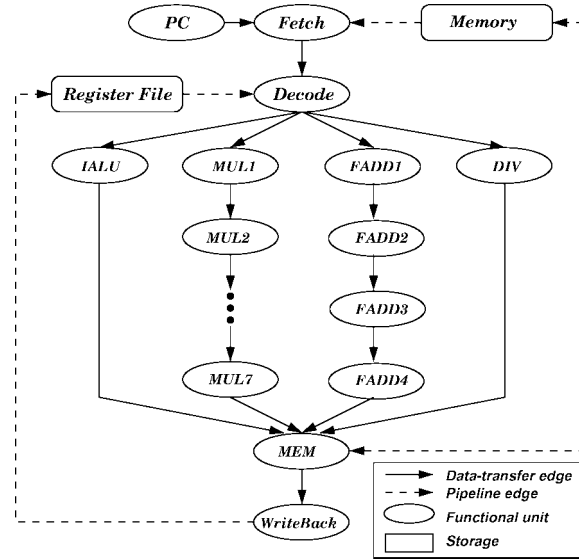 PC
Fetch
Memory
Register File
Decode
IALU
MUL1
FADD1
DIV
MUL2
FADD2
FADD3
MUL7
FADD4
MEM
WriteBack
Data-transfer edge
Pipeline edge
Functional unit
Storage